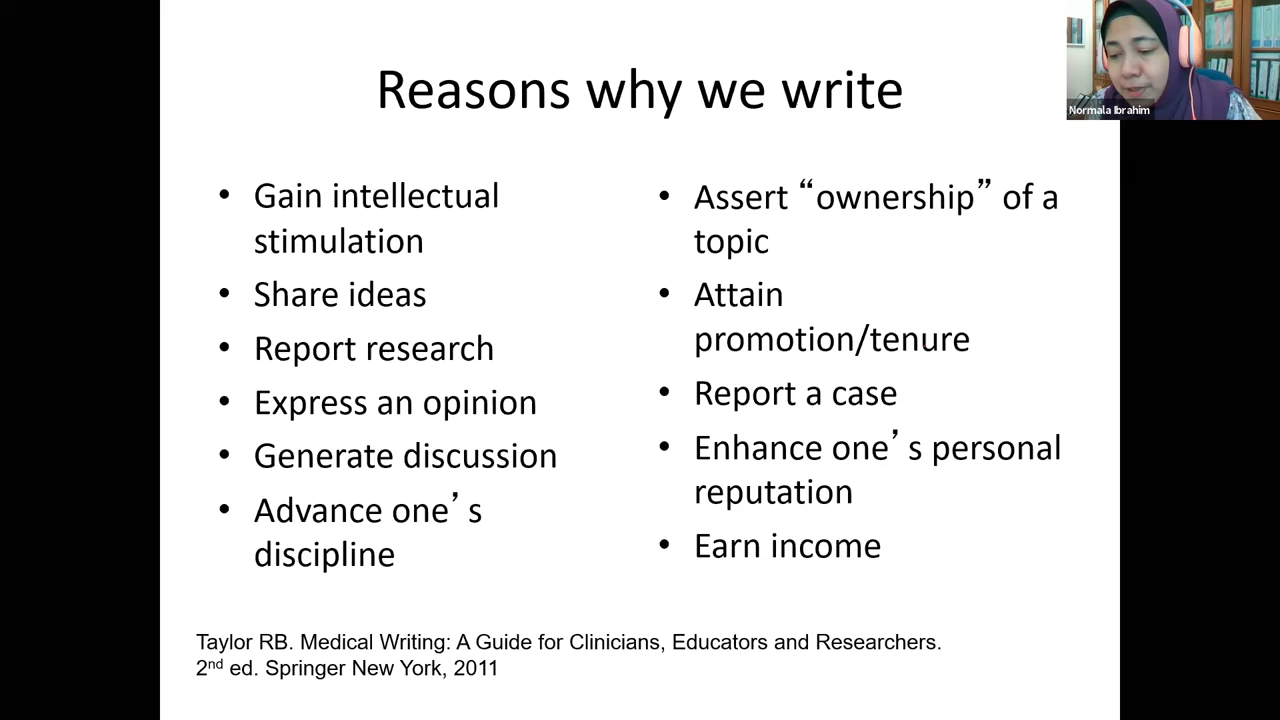 Reasons why we write
• Gain intellectual
stimulation
• Share ideas
• Report research
• Express an opinion
• Generate discussion
• Advance one’s
discipline
• Assert “ownership” of a
topic
• Attain
promotion/tenure
• Report a case
• Enhance one’s personal
reputation
• Earn income
Taylor RB. Medical Writing: A Guide for Clinicians, Educators and Researchers.
2nd ed. Springer New York, 2011
Normala Ibrahim